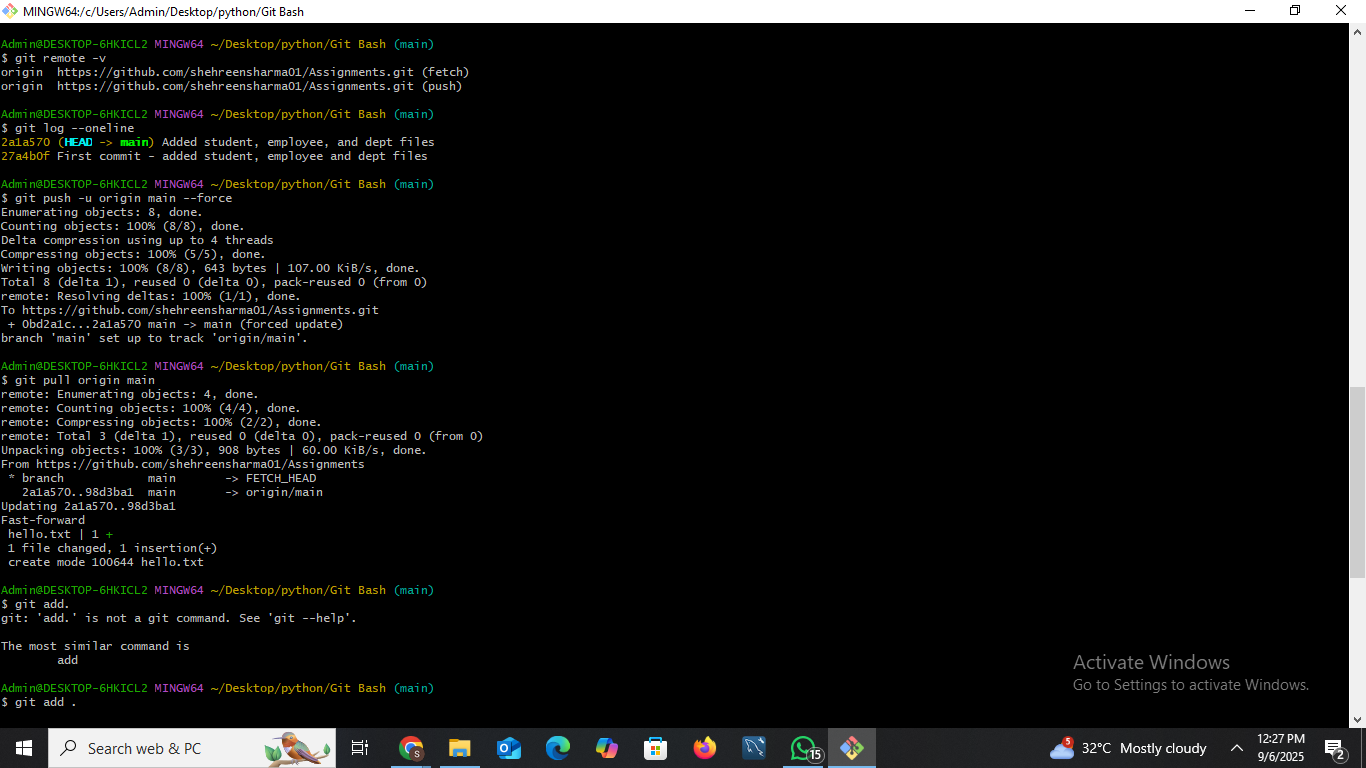 MINGW64:/c/Users/Admin/Desktop/python/Git Bash
Admin@DESKTOP-6HKICL2 MINGW64 ~/Desktop/python/Git Bash (main)
$ git remote -v
origin  https://github.com/shehreensharma01/Assignments.git (fetch)
origin  https://github.com/shehreensharma01/Assignments.git (push)
Admin@DESKTOP-6HKICL2 MINGW64 ~/Desktop/python/Git Bash (main)
$ git log --oneline
2a1a570 (HEAD -> main) Added student, employee, and dept files
27a4b0f First commit - added student, employee and dept files
Admin@DESKTOP-6HKICL2 MINGW64 ~/Desktop/python/Git Bash (main)
$ git push -u origin main --force
Enumerating objects: 8, done.
Counting objects: 100% (8/8), done.
Delta compression using up to 4 threads
Compressing objects: 100% (5/5), done.
Writing objects: 100% (8/8), 643 bytes | 107.00 KiB/s, done.
Total 8 (delta 1), reused 0 (delta 0), pack-reused 0 (from 0)
remote: Resolving deltas: 100% (1/1), done.
To https://github.com/shehreensharma01/Assignments.git
 + 0bd2a1c...2a1a570 main -> main (forced update)
branch 'main' set up to track 'origin/main'.
Admin@DESKTOP-6HKICL2 MINGW64 ~/Desktop/python/Git Bash (main)
$ git pull origin main
remote: Enumerating objects: 4, done.
remote: Counting objects: 100% (4/4), done.
remote: Compressing objects: 100% (2/2), done.
remote: Total 3 (delta 1), reused 0 (delta 0), pack-reused 0 (from 0)
Unpacking objects: 100% (3/3), 908 bytes | 60.00 KiB/s, done.
From https://github.com/shehreensharma01/Assignments
 * branch            main       -> FETCH_HEAD
   2a1a570..98d3ba1  main       -> origin/main
Updating 2a1a570..98d3ba1
Fast-forward
 hello.txt | 1 +
 1 file changed, 1 insertion(+)
 create mode 100644 hello.txt
Admin@DESKTOP-6HKICL2 MINGW64 ~/Desktop/python/Git Bash (main)
$ git add.
git: 'add.' is not a git command. See 'git --help'.
The most similar command is
        add
Admin@DESKTOP-6HKICL2 MINGW64 ~/Desktop/python/Git Bash (main)
$ git add .
Activate Windows
Go to Settings to activate Windows.
Search web & PC
S
15
5
32°C Mostly cloudy
12:27 PM
9/6/2025
2